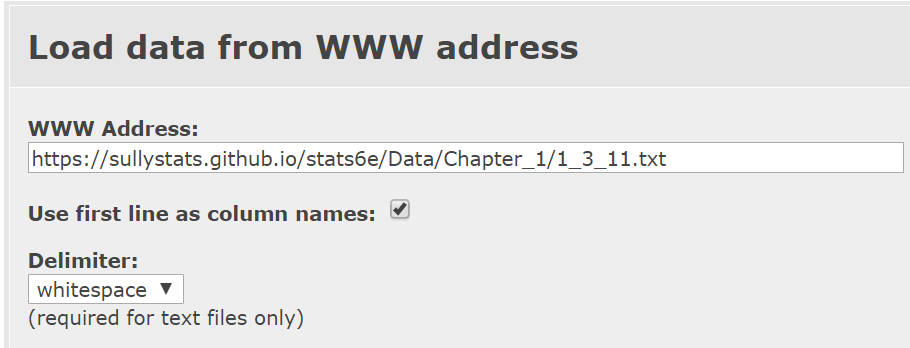 Load data from WWW address
WWW Address:
https://sullystats.github.io/stats6e/Data/Chapter_1/1_3_11.txt
Use first line as column names:
Delimiter:
whitespace
(required for text files only)